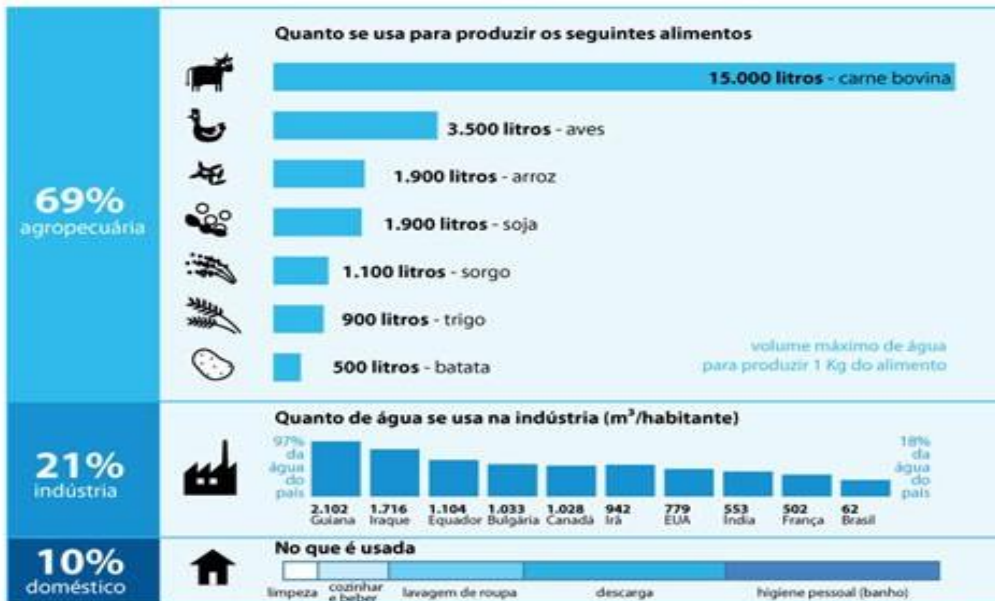 Quanto se usa para produzir os seguintes alimentos
69%
agropecuária
15.000 litros - carne bovina
3.500 litros - aves
1.900 litros - arroz
1.900 litros - soja
1.100 litros - sorgo
900 litros - trigo
500 litros - batata
volume máximo de água
para produzir 1 Kg do alimento
21%
indústria
Quanto de água se usa na indústria (m³/habitante)
97%
da
água
do
país
2.102 1.716 1.104 1.033 1.028 942 779 553 502 62
Guiana Iraque Equador Bulgária Canadá Irã EUA Índia França Brasil
18%
da
água
do
país
10%
doméstico
No que é usada
limpeza
cozinhar
e beber
lavagem de roupa
descarga
higiene pessoal (banho)